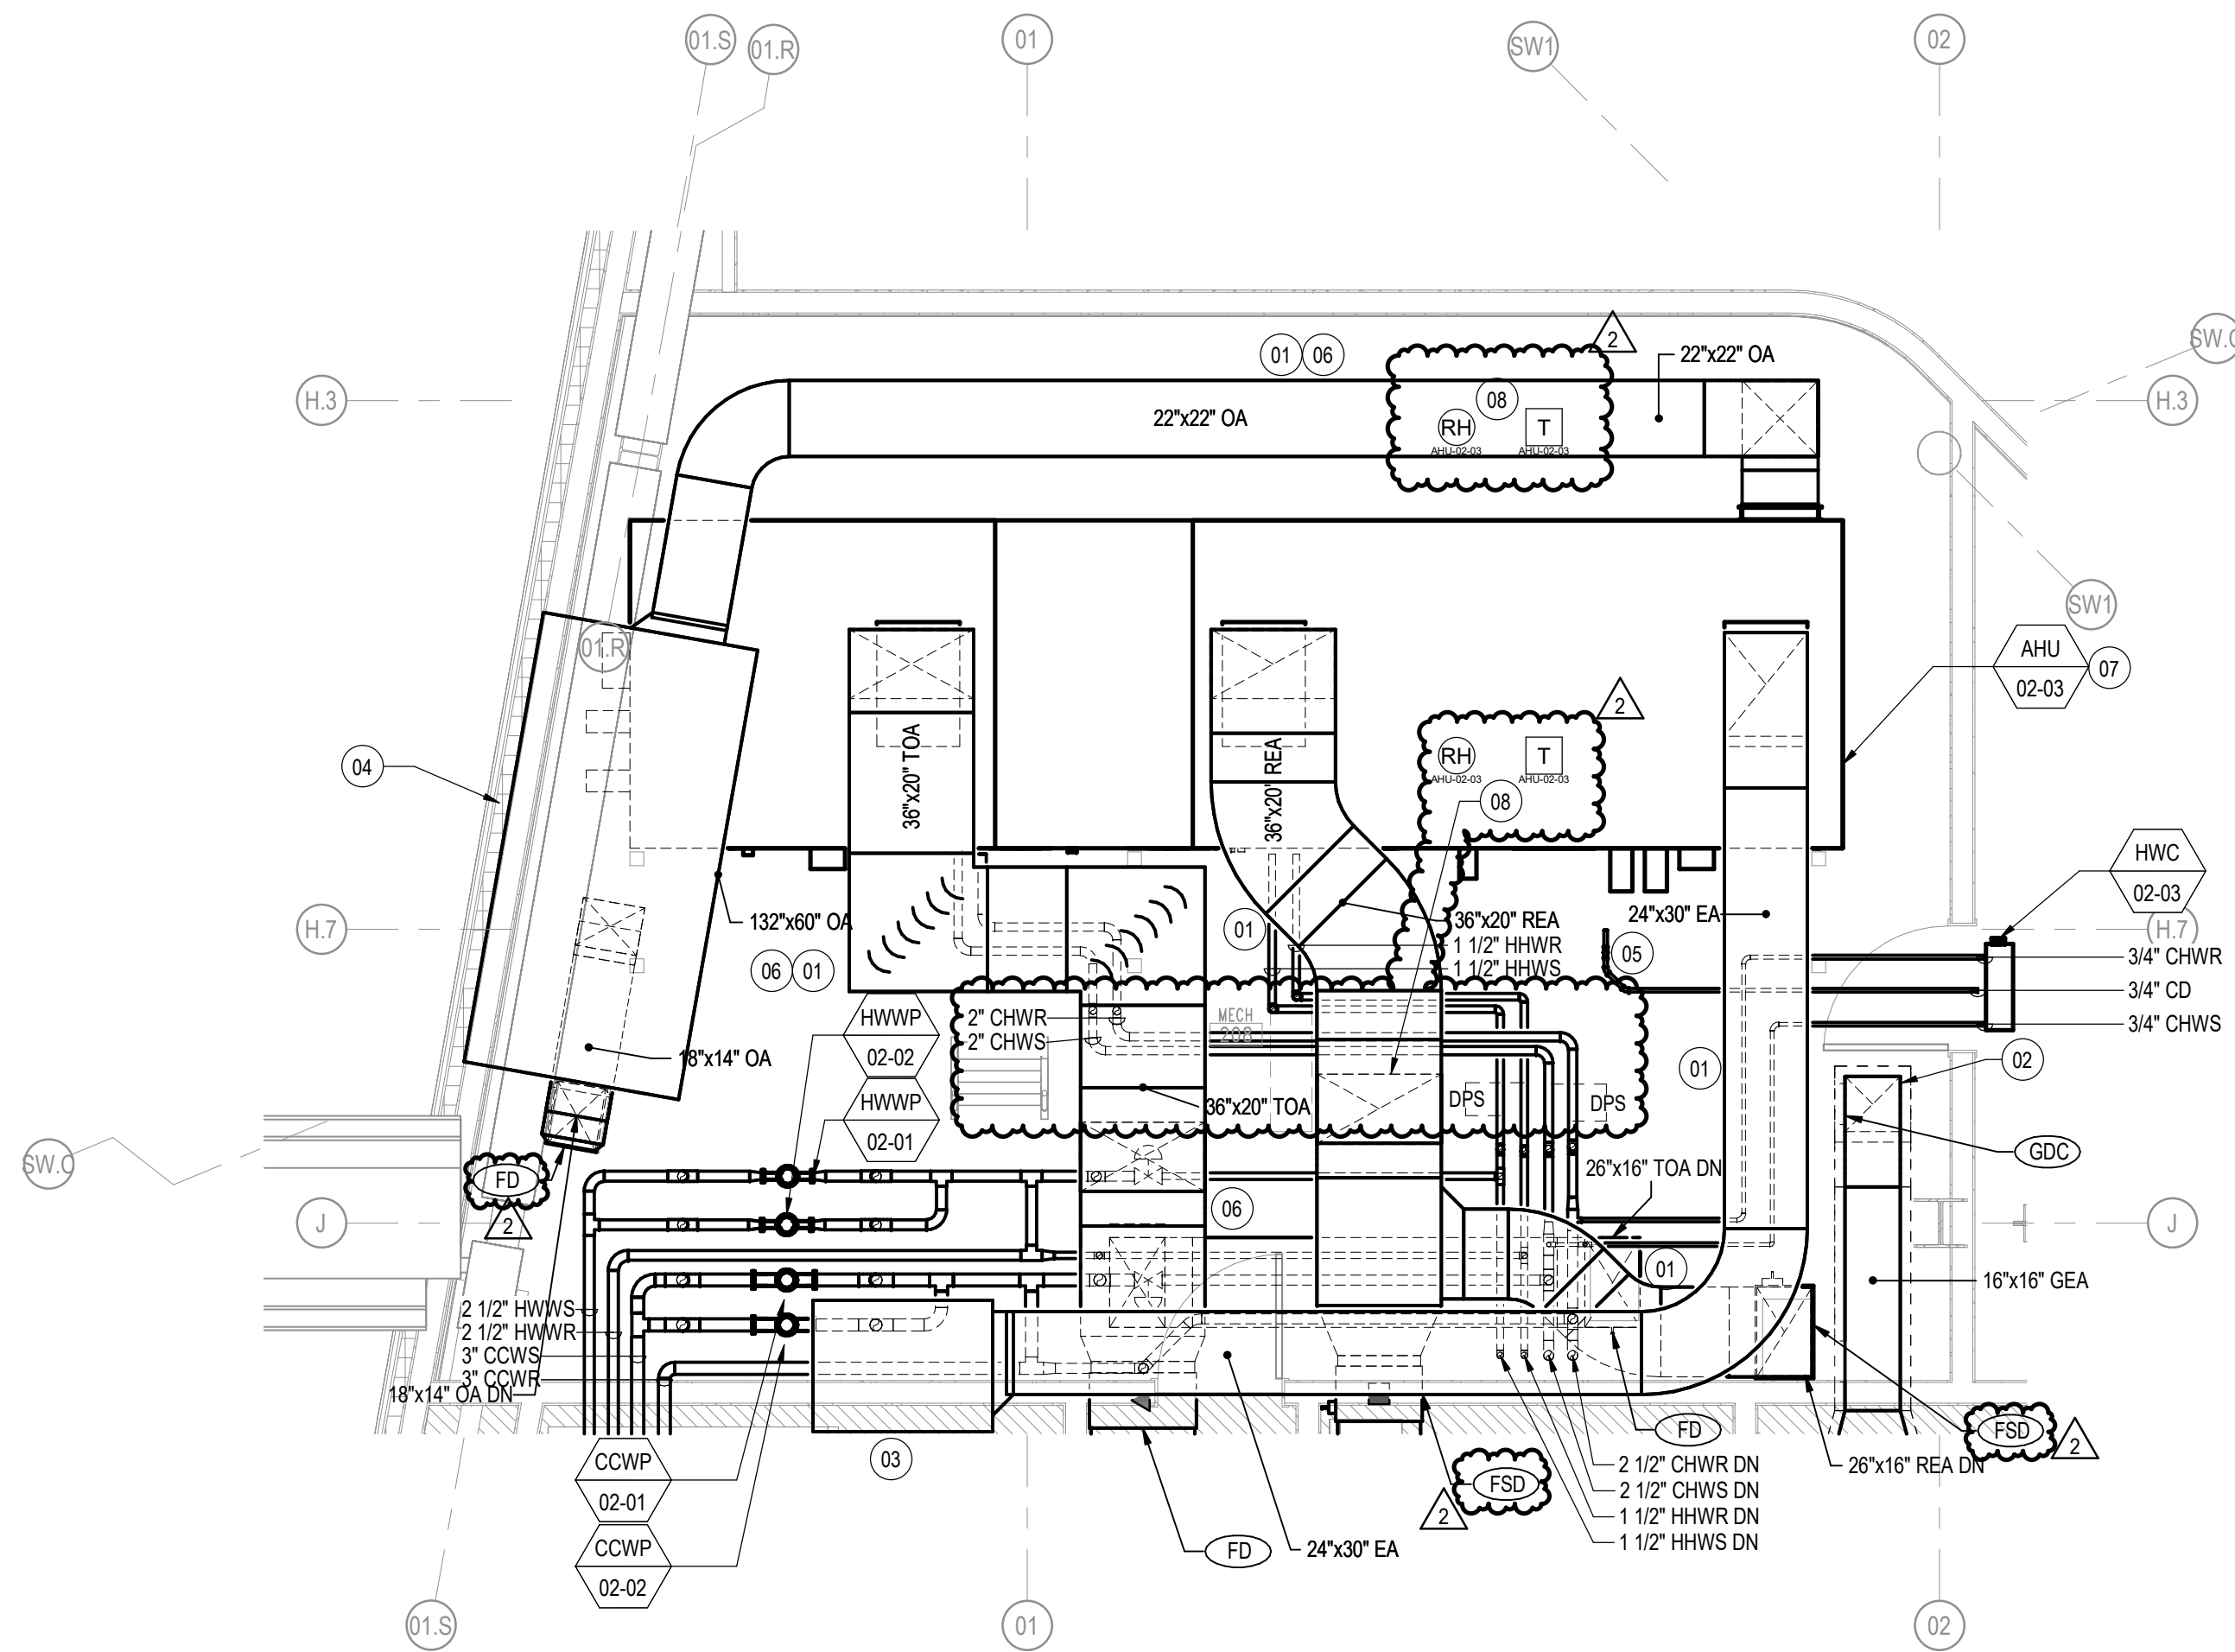 01.S
01.R
01
SW1
02
SW.C
2
01
06
22"x22" OA
H.3
08
H.3
22"x22" OA
RH
T
AHU-02-03
AHU-02-03
SW1
01.R
AHU
02-03
07
2
36"x20" TOA
36"x20" REA
RH
T
AHU-02-03
AHU-02-03
04
08
HWC
02-03
132"x60" OA
36"x20" REA
24"x30" EA
H.7
01
H.7
1 1/2" HHWR
05
3/4" CHWR
06
01
1 1/2" HHWS
3/4" CD
HWWP
02-02
2" CHWR
MECH
208
3/4" CHWS
2" CHWS
18"x14" OA
01
02
HWWP
02-01
36"x20" TOA
DPS
DPS
GDC
SW.C
FD
26"x16" TOA DN
2
06
J
J
01
16"x16" GEA
2 1/2" HWWS
2 1/2" HWWR
3" CCWS
3" CCWR
18"x14" OA DN
FD
FSD
2
03
CCWP
02-01
2 1/2" CHWR DN
26"x16" REA DN
FSD
2
2 1/2" CHWS DN
1 1/2" HHWR DN
1 1/2" HHWS DN
CCWP
02-02
FD
24"x30" EA
01.S
01
02